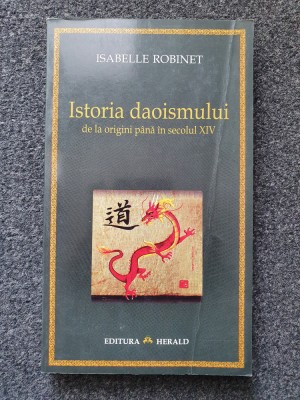 ISABELLE ROBINET
Istoria daoismului
de la origini până în secolul XIV
道
EDITURA HERALD